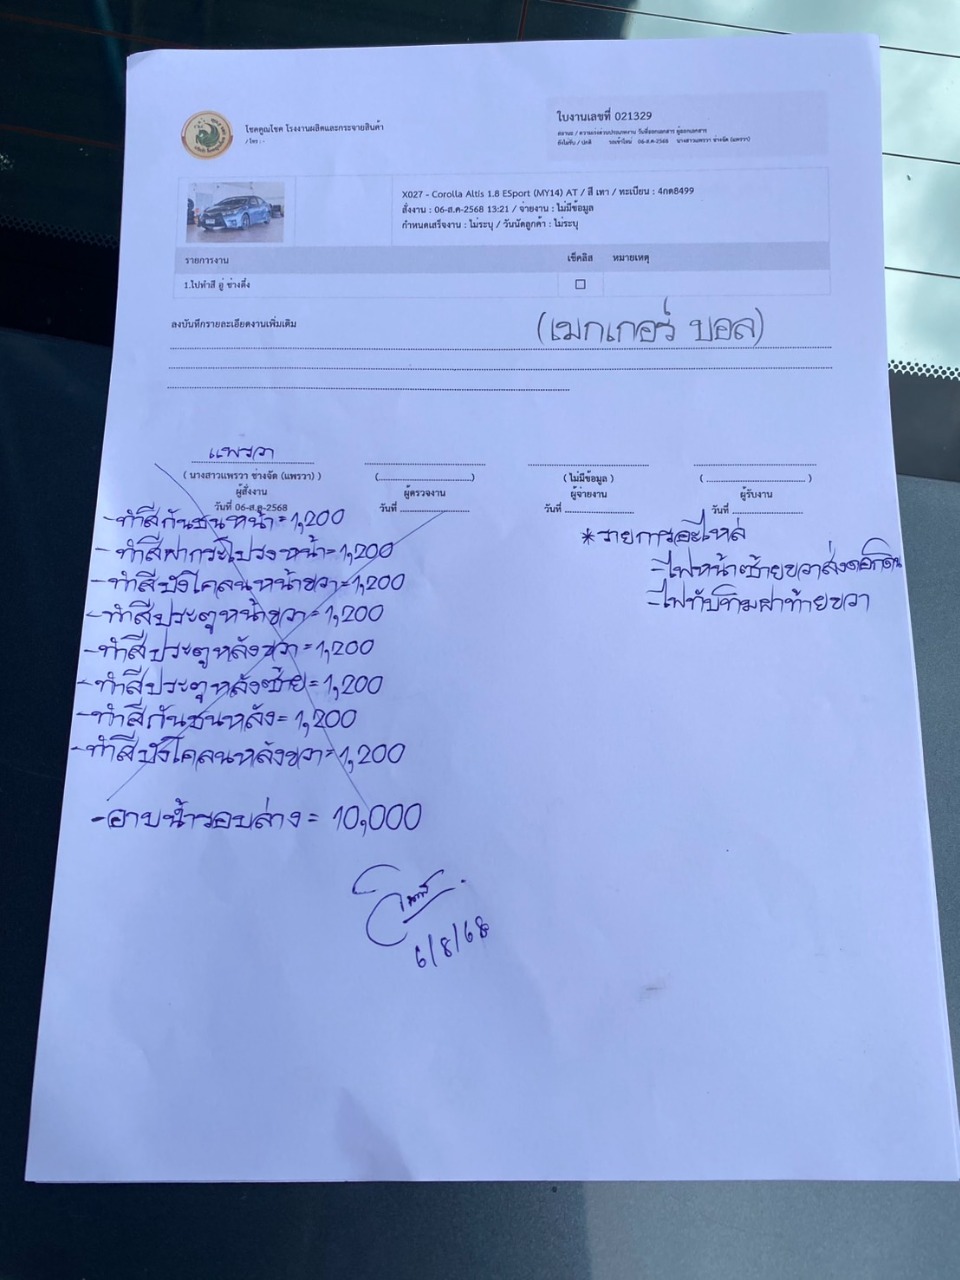 โชคคูณโชค โรงงานผลิตและกระจายสินค้า
/ โทร : -
ใบงานเลขที่ 021329
X027 - Corolla Altis 1.8 ESport (MY14) AT / สี เทา / ทะเบียน : 4กด8499
สั่งงาน : 06-ส.ค-2568 13:21 / จ่ายงาน : ไม่มีข้อมูล
กำหนดเสร็จงาน : ไม่ระบุ / วันนัดลูกค้า : ไม่ระบุ
รายการงาน เช็คลิส หมายเหตุ
1.ไปทำสี อู่ ช่างติ่ง
ลงบันทึกรายละเอียดงานเพิ่มเติม
(เมกเกอร์ บอล)
แพรวา
( นางสาวแพรวา ช่างจัด (แพรวา) ) (ไม่มีข้อมูล )
ผู้สั่งงาน ผู้ตรวจงาน ผู้จ่ายงาน ผู้รับงาน
วันที่ 06-ส.ค-2568 วันที่ วันที่ วันที่
-ทำสีกันชนหน้า=1,200
-ทำสีฝากระโปรงหน้า=1,200
-ทำสีบังโคลนหน้าขวา=1,200
-ทำสีประตูหน้าขวา=1,200
-ทำสีประตูหลังขวา=1,200
-ทำสีประตูหลังซ้าย=1,200
-ทำสีกันชนหลัง=1,200
-ทำสีบังโคลนหลังขวา=1,200
-อาบน้ำรอบล่าง= 10,000
*รายการอะไหล่
-ไฟหน้าซ้ายขวาส่ง
-ไฟทับทิมฝาท้ายขวา
6/8/68